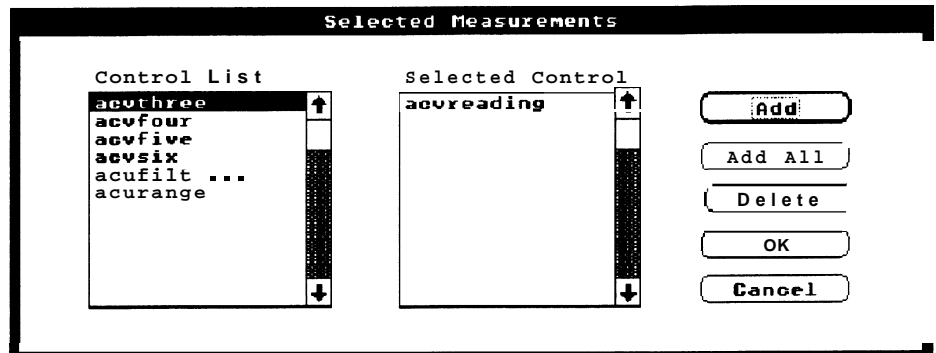 Selected Measurements
Control List
acvthree
acvfour
acvfive
acvsix
acufilt ...
acurange
Selected Control
acvreading
Add
Add All
Delete
OK
Cancel